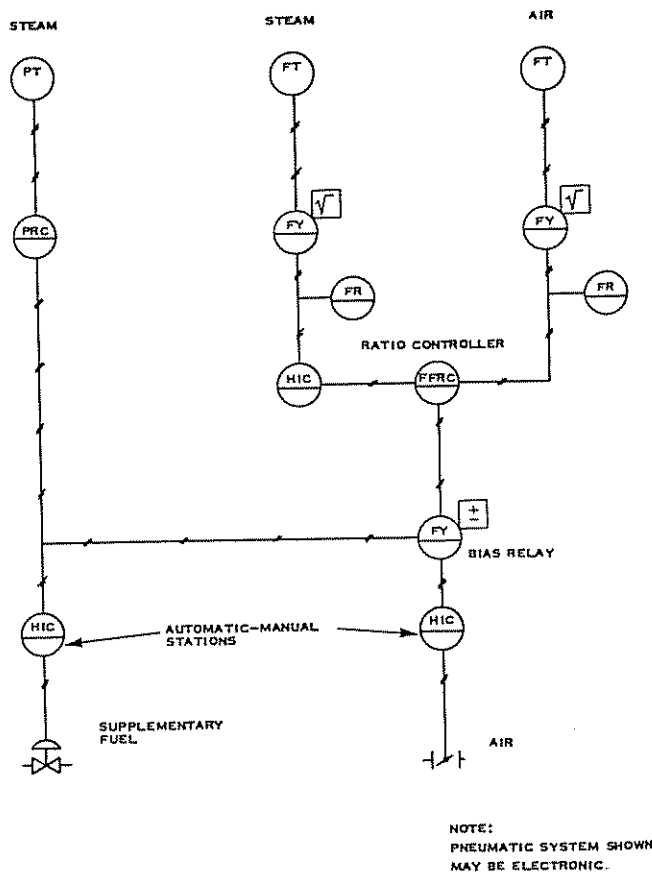 STEAM
STEAM
AIR
PT
FT
FT
√
√
PRC
FY
FY
FR
FR
RATIO CONTROLLER
HIC
FFRC
±
FY
BIAS RELAY
HIC
AUTOMATIC-MANUAL
STATIONS
HIC
SUPPLEMENTARY
FUEL
AIR
NOTE:
PNEUMATIC SYSTEM SHOWN
MAY BE ELECTRONIC.